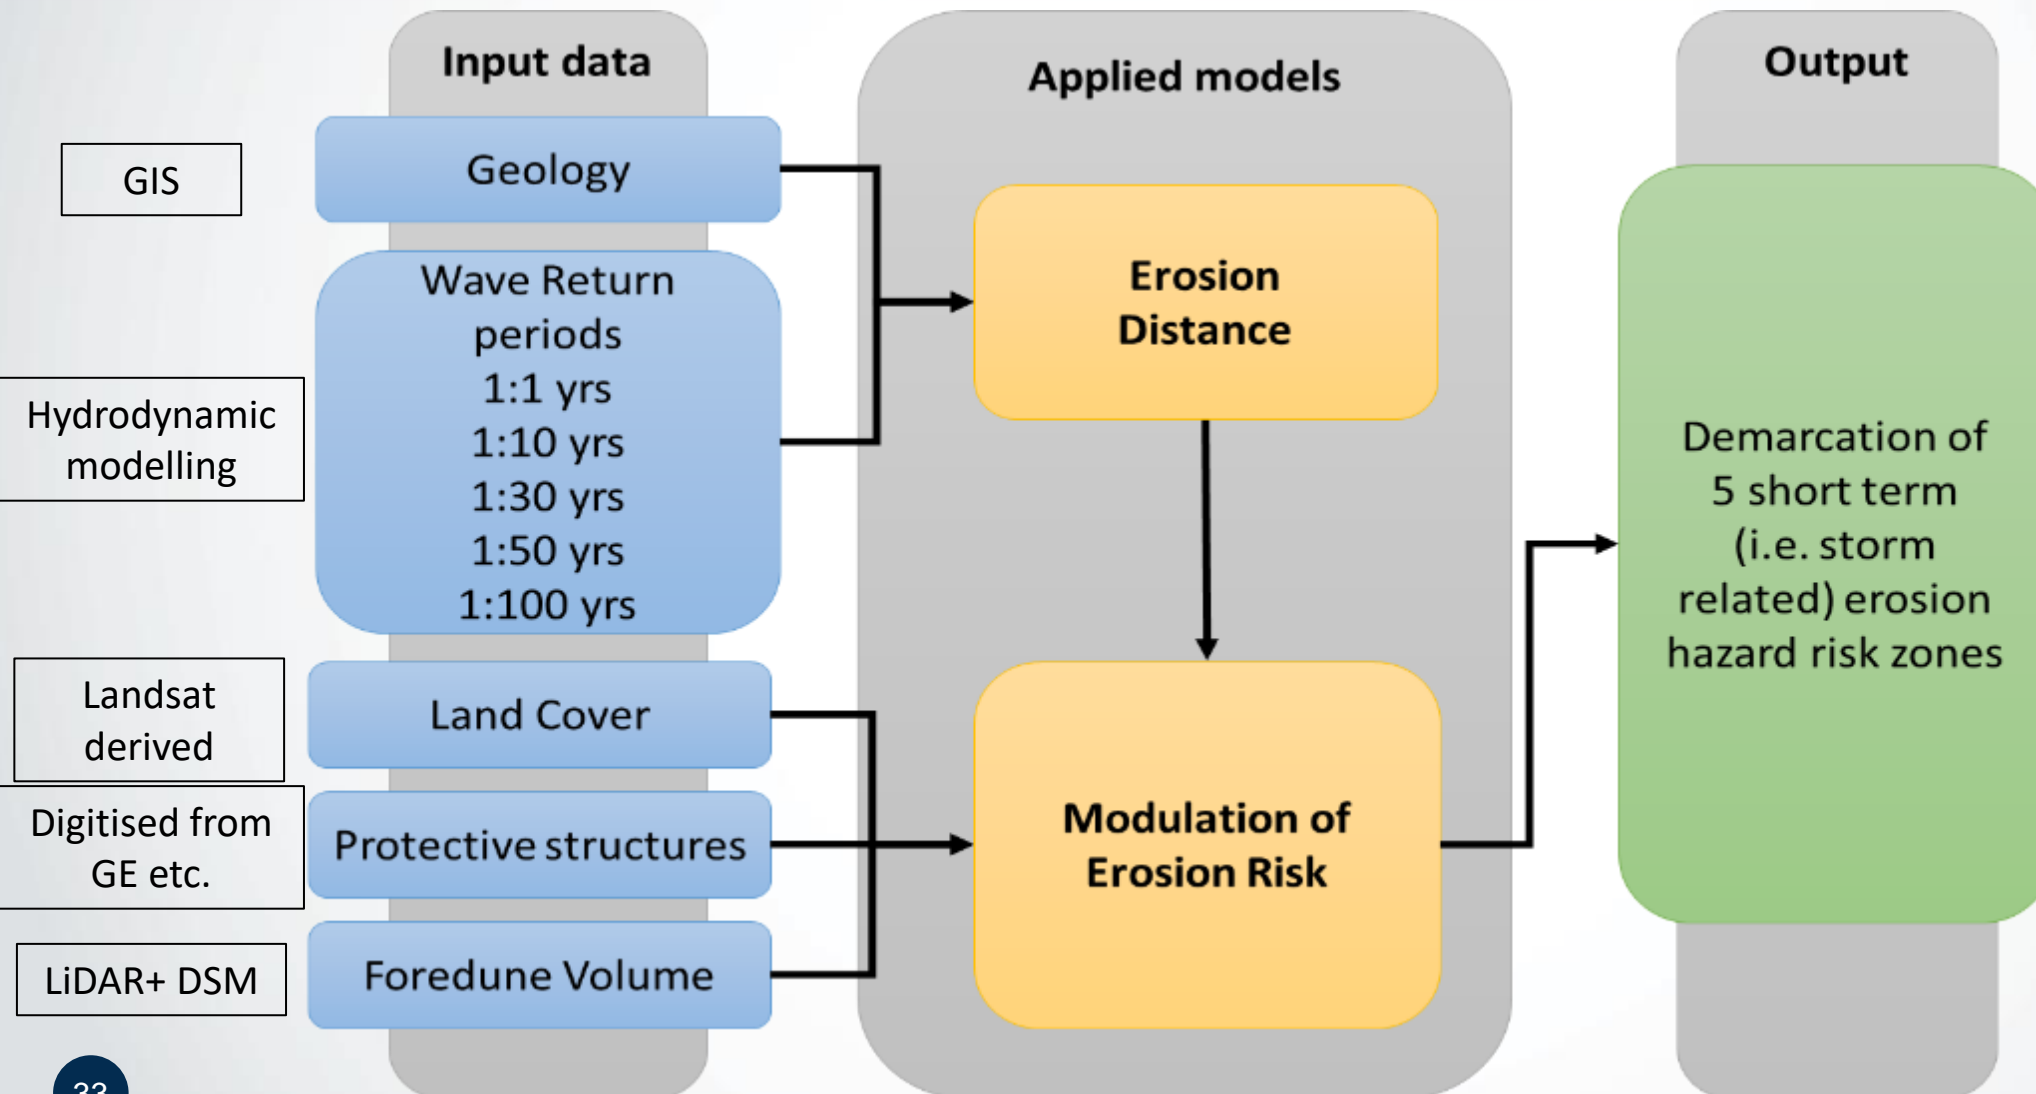 Input data
Applied models
Output
GIS
Geology
Wave Return
periods
1:1 yrs
1:10 yrs
1:30 yrs
1:50 yrs
1:100 yrs
Hydrodynamic
modelling
Erosion
Distance
Landsat
derived
Land Cover
Digitised from
GE etc.
Protective structures
LiDAR+ DSM
Foredune Volume
Modulation of
Erosion Risk
Demarcation of
5 short term
(i.e. storm
related) erosion
hazard risk zones
33